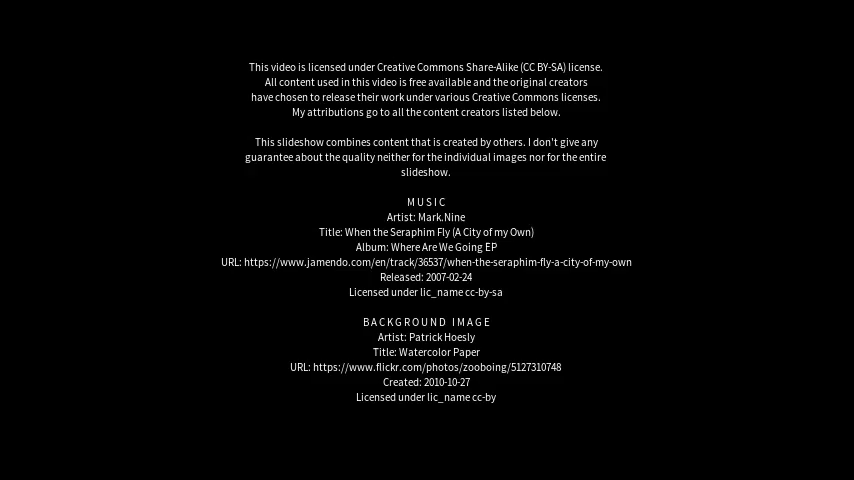 This video is licensed under Creative Commons Share-Alike (CC BY-SA) license.
All content used in this video is free available and the original creators
have chosen to release their work under various Creative Commons licenses.
My attributions go to all the content creators listed below.
This slideshow combines content that is created by others. I don't give any
guarantee about the quality neither for the individual images nor for the entire
slideshow.
M U S I C
Artist: Mark.Nine
Title: When the Seraphim Fly (A City of my Own)
Album: Where Are We Going EP
URL: https://www.jamendo.com/en/track/36537/when-the-seraphim-fly-a-city-of-my-own
Released: 2007-02-24
Licensed under lic_name cc-by-sa
B A C K G R O U N D   I M A G E
Artist: Patrick Hoesly
Title: Watercolor Paper
URL: https://www.flickr.com/photos/zooboing/5127310748
Created: 2010-10-27
Licensed under lic_name cc-by